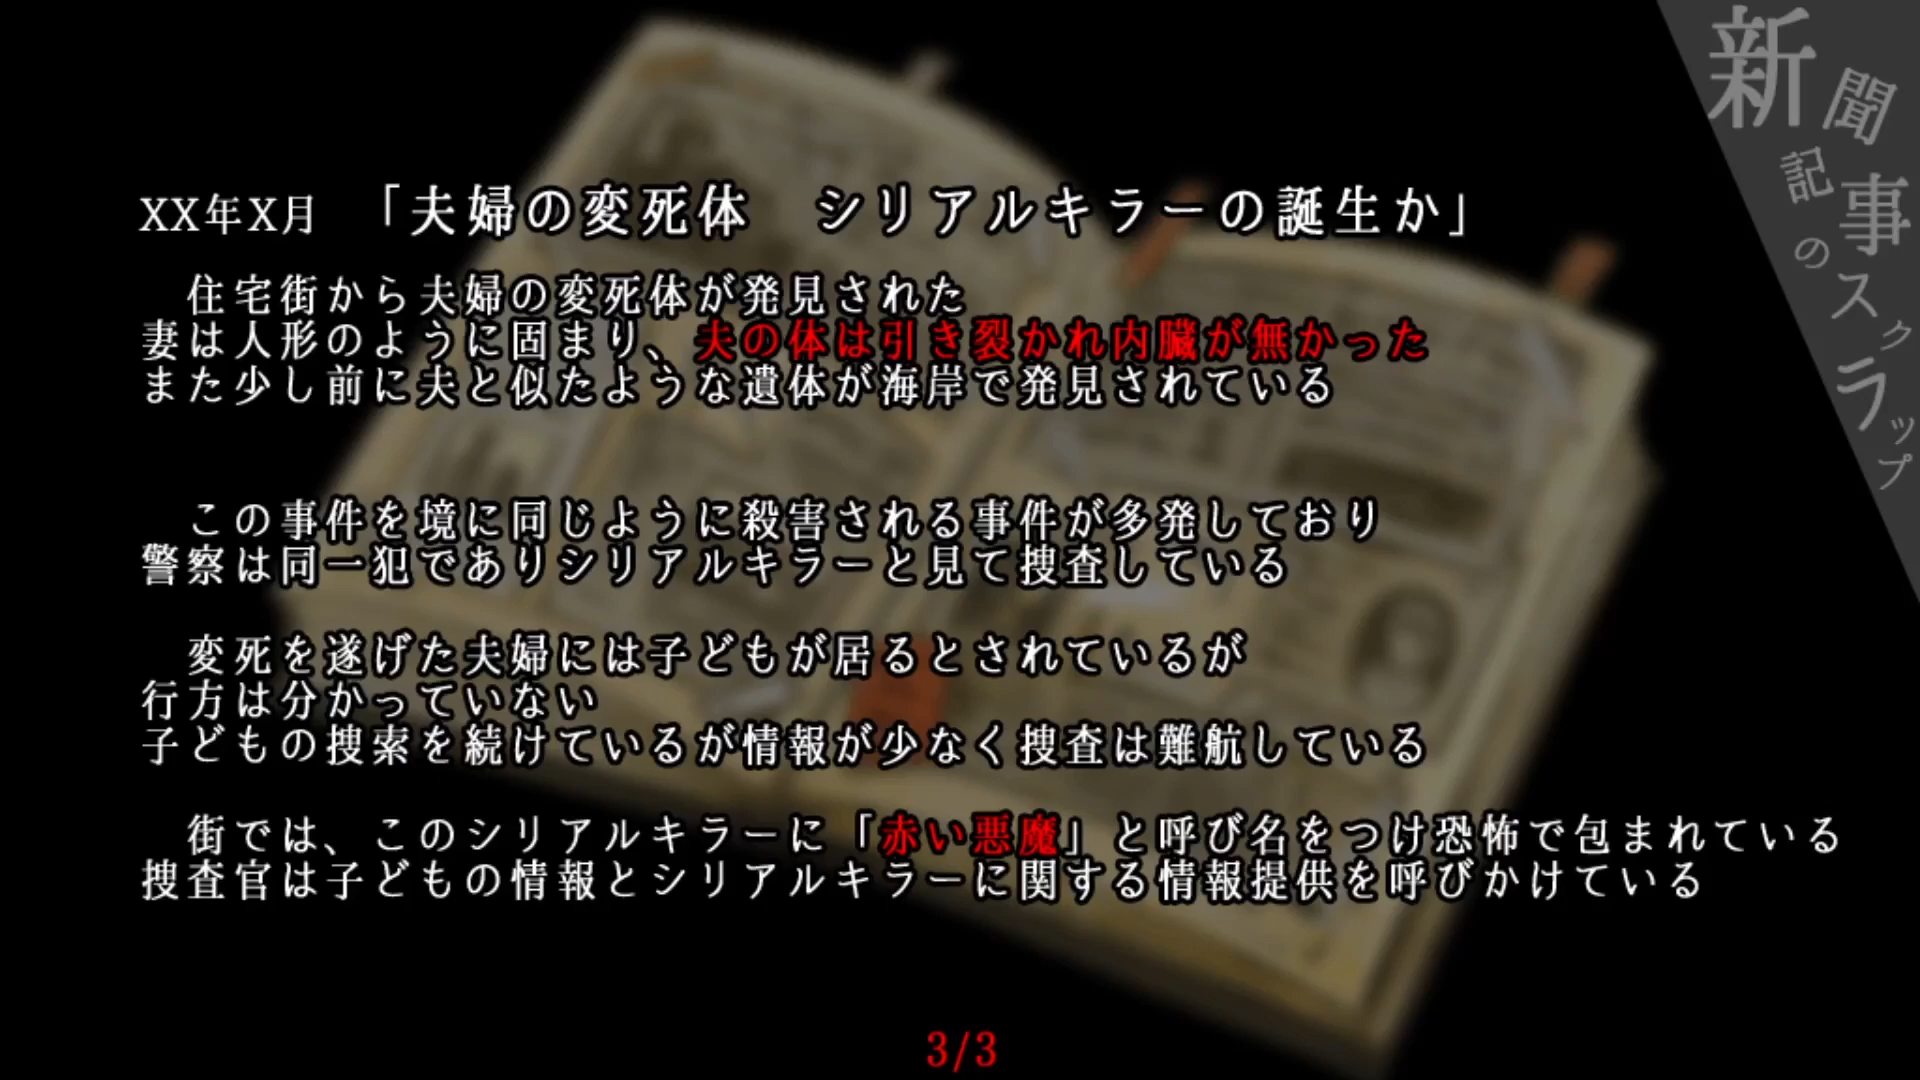 新聞記事のスクラップ
XX年X月　「夫婦の変死体　シリアルキラーの誕生か」
　住宅街から夫婦の変死体が発見された
妻は人形のように固まり、夫の体は引き裂かれ内臓が無かった
また少し前に夫と似たような遺体が海岸で発見されている
　この事件を境に同じように殺害される事件が多発しており
警察は同一犯でありシリアルキラーと見て捜査している
　変死を遂げた夫婦には子どもが居るとされているが
行方は分かっていない
子どもの捜索を続けているが情報が少なく捜査は難航している
　街では、このシリアルキラーに「赤い悪魔」と呼び名をつけ恐怖で包まれている
捜査官は子どもの情報とシリアルキラーに関する情報提供を呼びかけている
3/3